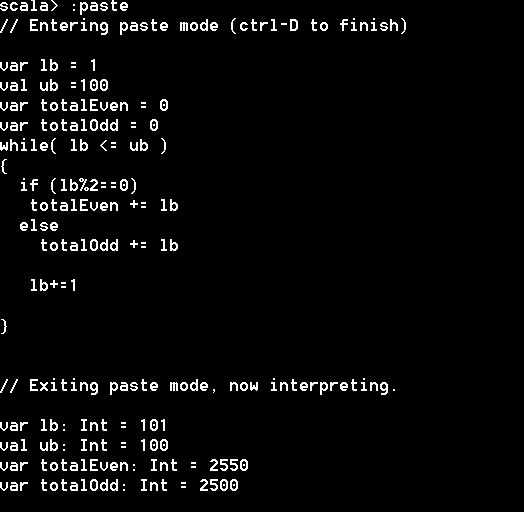 scala> :paste
// Entering paste mode (ctrl-D to finish)
var lb = 1
val ub =100
var totalEven = 0
var totalOdd = 0
while( lb <= ub )
{
if (lb%2==0)
totalEven += lb
else
totalOdd += lb
lb+=1
}
// Exiting paste mode, now interpreting.
var lb: Int = 101
val ub: Int = 100
var totalEven: Int = 2550
var totalOdd: Int = 2500